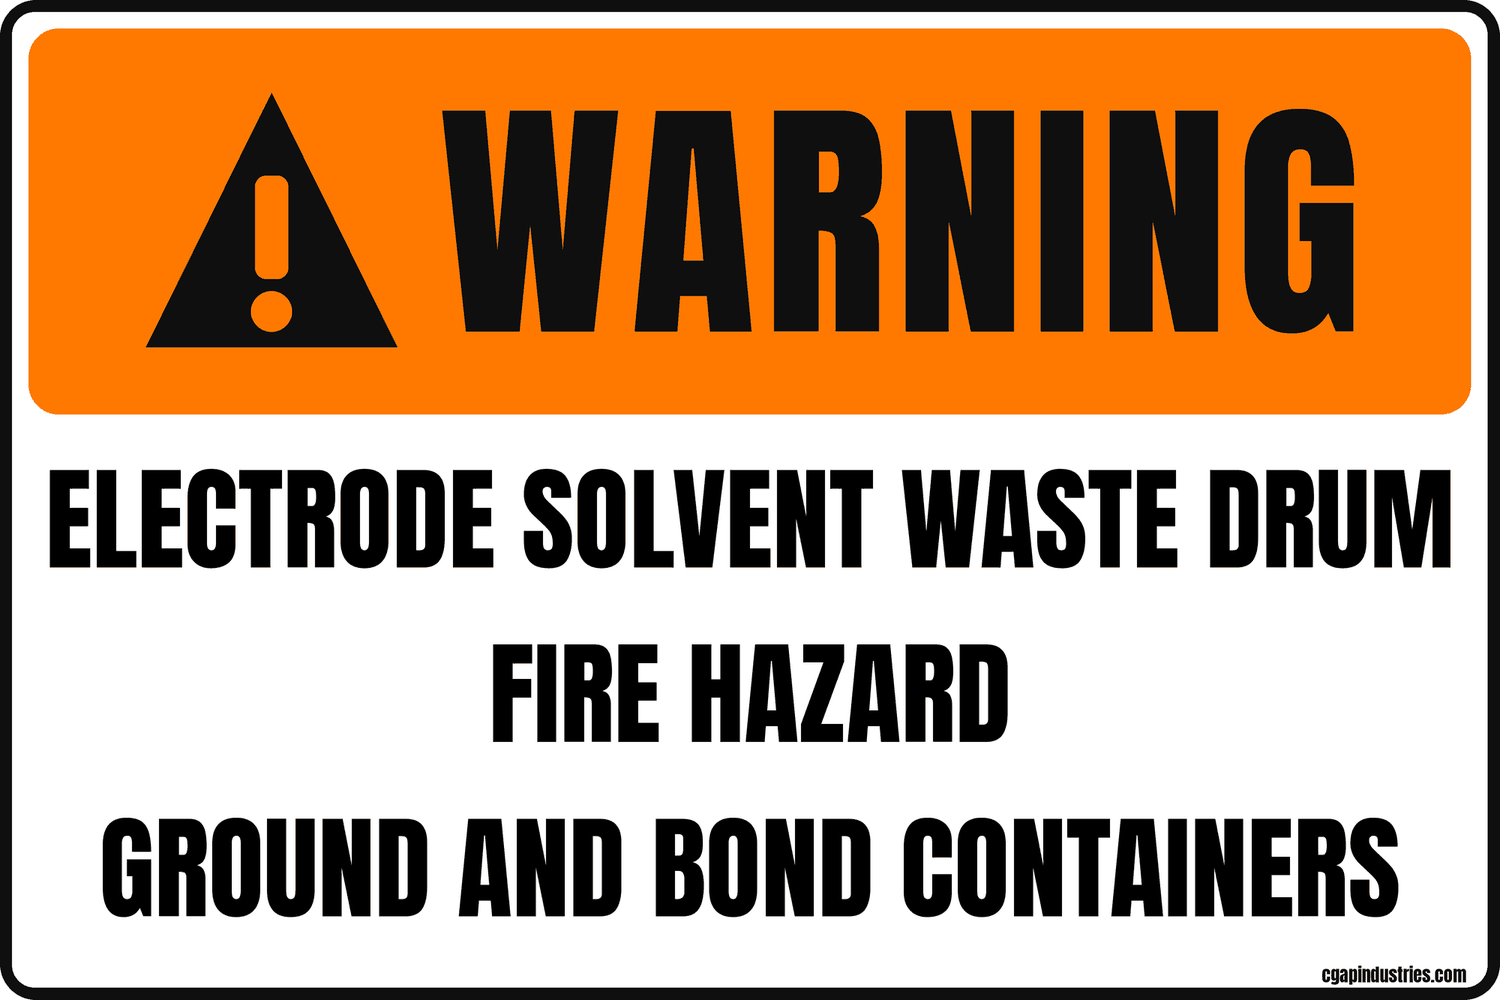 WARNING
ELECTRODE SOLVENT WASTE DRUM
FIRE HAZARD
GROUND AND BOND CONTAINERS
cgapindustries.com